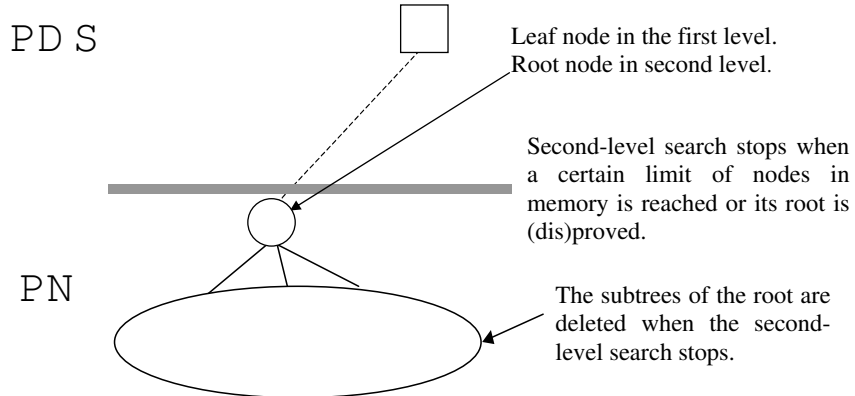 PDS
Leaf node in the first level.
Root node in second level.
Second-level search stops when
a certain limit of nodes in
memory is reached or its root is
(dis)proved.
PN
The subtrees of the root are
deleted when the second-
level search stops.